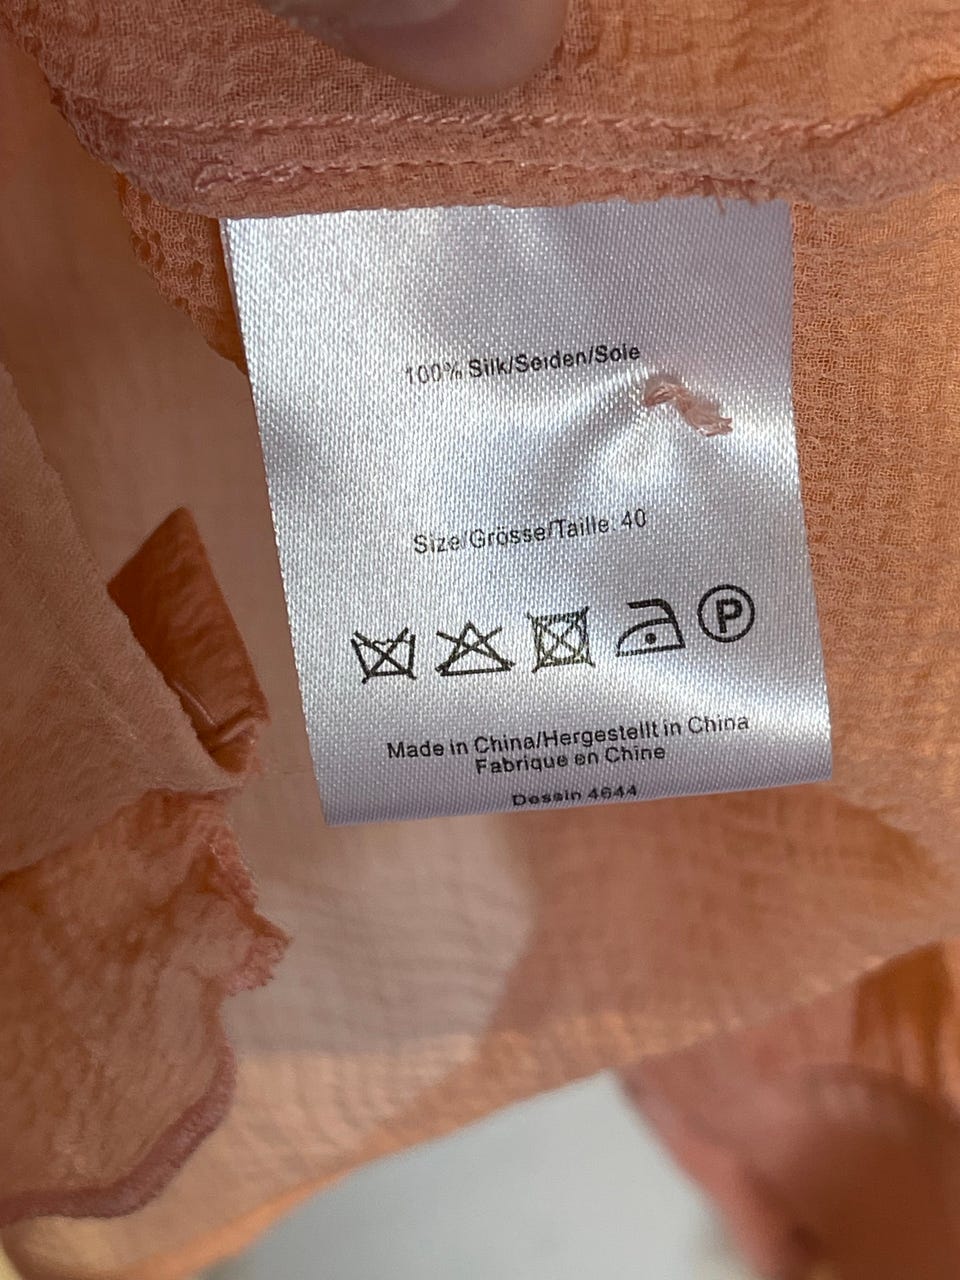 100% Silk/Seiden/Soie
Size/Grösse/Taille: 40
P
Made in China/Hergestellt in China
Fabrique en Chine
Dessin 4644